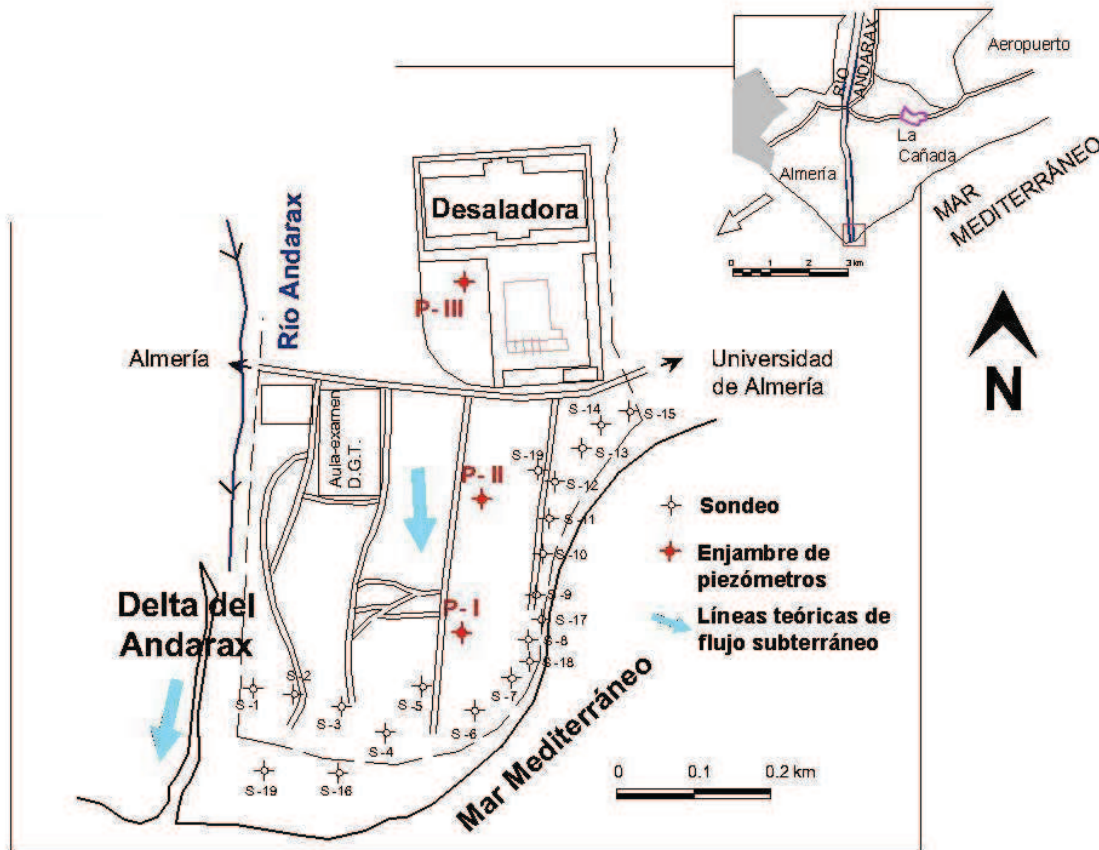 RÍO
ANDARAX
Aeropuerto
La
Cañada
Almería
MAR
MEDITERRÁNEO
0 1 2 3 km
N
Desaladora
P- III
Río Andarax
Almería
Universidad
de Almería
Aula-examen
D.G.T.
S -14
S -15
S -13
S -19
S -12
S -11
S -10
S -9
S -17
S -8
S -18
S -7
S -6
S -5
S -4
S -3
S -2
S -1
S -19
S -16
P- II
P- I
Delta del
Andarax
Mar Mediterráneo
Sondeo
Enjambre de
piezómetros
Líneas teóricas de
flujo subterráneo
0 0.1 0.2 km